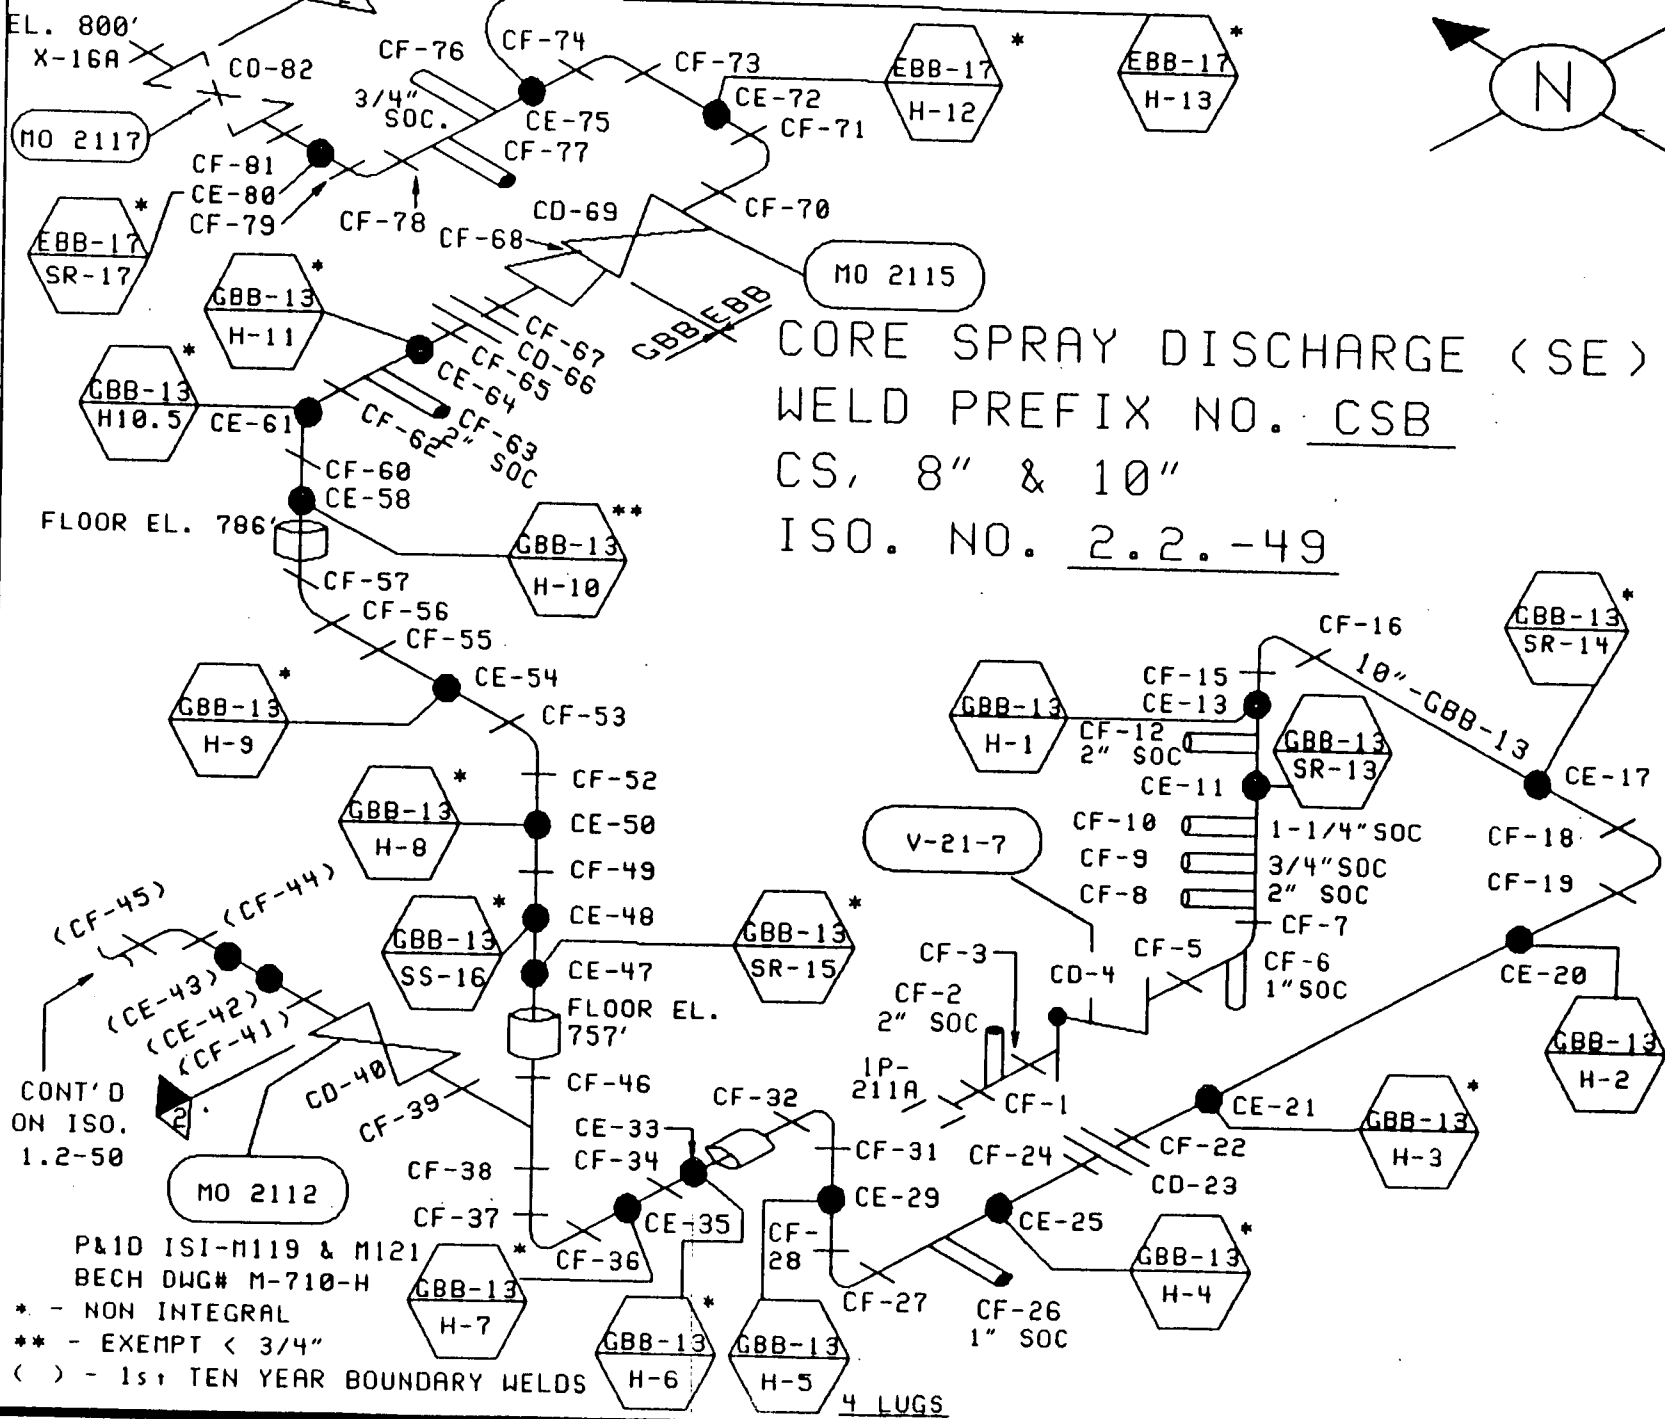 EL. 800'
X-16A
CO-82
MO 2117
CF-81
CE-80
CF-79
CF-76
3/4"
SOC.
CF-74
CF-73
CE-75
CF-77
CE-72
CF-71
CF-78
CF-70
CO-69
CF-68
EBB-17 *
H-12
EBB-17 *
H-13
N
EBB-17 *
SR-17
GBB-13 *
H-11
MO 2115
GBB EBB
CF-67
CO-66
CF-65
CE-64
CF-63
2" SOC
CF-62
GBB-13 *
H10.5
CE-61
CF-60
CE-58
FLOOR EL. 786'
GBB-13 **
H-10
CORE SPRAY DISCHARGE (SE)
WELD PREFIX NO. CSB
CS, 8" & 10"
ISO. NO. 2.2.-49
CF-57
CF-56
CF-55
CE-54
CF-53
GBB-13 *
H-9
CF-52
GBB-13 *
H-8
CE-50
CF-49
GBB-13 *
SS-16
CE-48
CE-47
GBB-13 *
SR-15
FLOOR EL.
757'
CF-46
(CF-45)
(CF-44)
(CE-43)
(CE-42)
(CF-41)
CO-40
CF-39
CONT'D
ON ISO.
1.2-50
2
MO 2112
CF-38
CF-37
CF-36
CE-35
CE-33
CF-34
CF-32
CF-31
CE-29
CF-
28
CF-27
CF-26
1" SOC
CE-25
CF-24
CO-23
CF-22
CE-21
CE-20
GBB-13
H-2
GBB-13 *
H-3
GBB-13 *
H-4
GBB-13
H-5
4 LUGS
GBB-13 *
H-6
GBB-13 *
H-7
CF-16
CF-15
CE-13
10"-GBB-13
GBB-13 *
SR-14
GBB-13
H-1
CF-12
2" SOC
GBB-13
SR-13
CE-11
CE-17
CF-18
CF-19
CF-10
1-1/4"SOC
CF-9
3/4"SOC
CF-8
2" SOC
CF-7
V-21-7
CF-6
1"SOC
CF-5
CO-4
CF-3
CF-2
2" SOC
1P-
211A
CF-1
P&ID ISI-M119 & M121
BECH DWG# M-710-H
* - NON INTEGRAL
** - EXEMPT < 3/4"
( ) - 1st TEN YEAR BOUNDARY WELDS